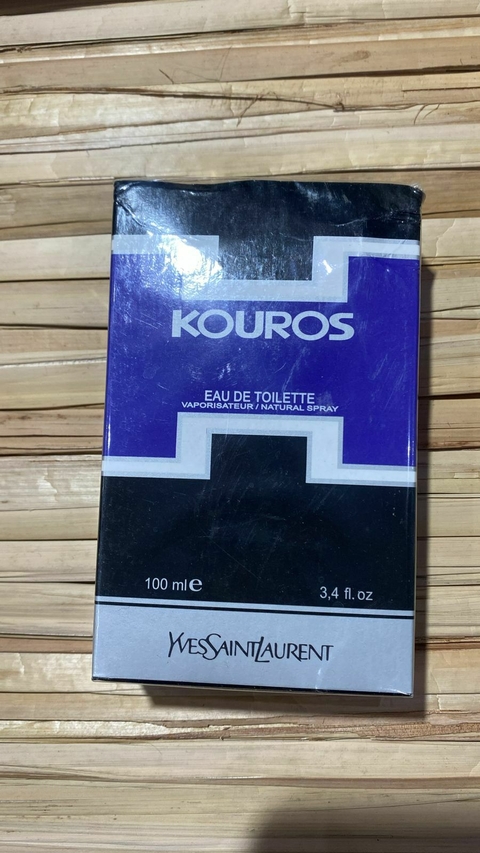 KOUROS
EAU DE TOILETTE
VAPORISATEUR / NATURAL SPRAY
100 ml e
3,4 fl. oz
YVESSAINTLAURENT